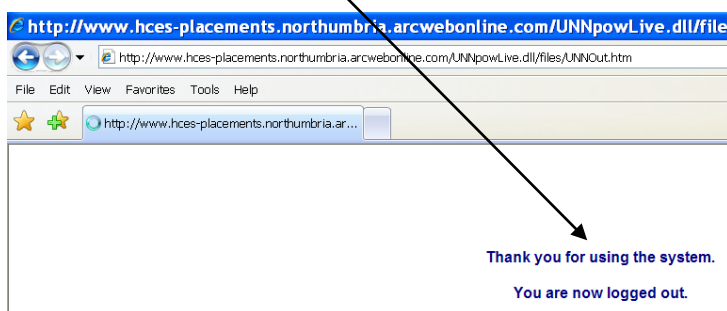 http://www.hces-placements.northumbria.arcwebonline.com/UNNpowLive.dll/file
http://www.hces-placements.northumbria.arcwebonline.com/UNNpowLive.dll/files/UNNOut.htm
File Edit View Favorites Tools Help
http://www.hces-placements.northumbria.ar...
Thank you for using the system.
You are now logged out.